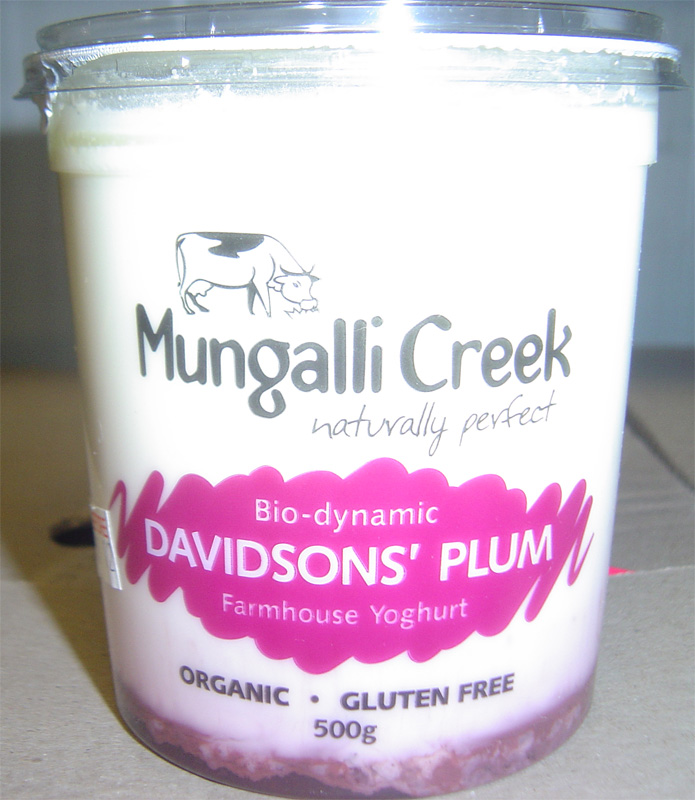 Mungalli Creek
naturally perfect
Bio-dynamic
DAVIDSONS' PLUM
Farmhouse Yoghurt
ORGANIC • GLUTEN FREE
500g